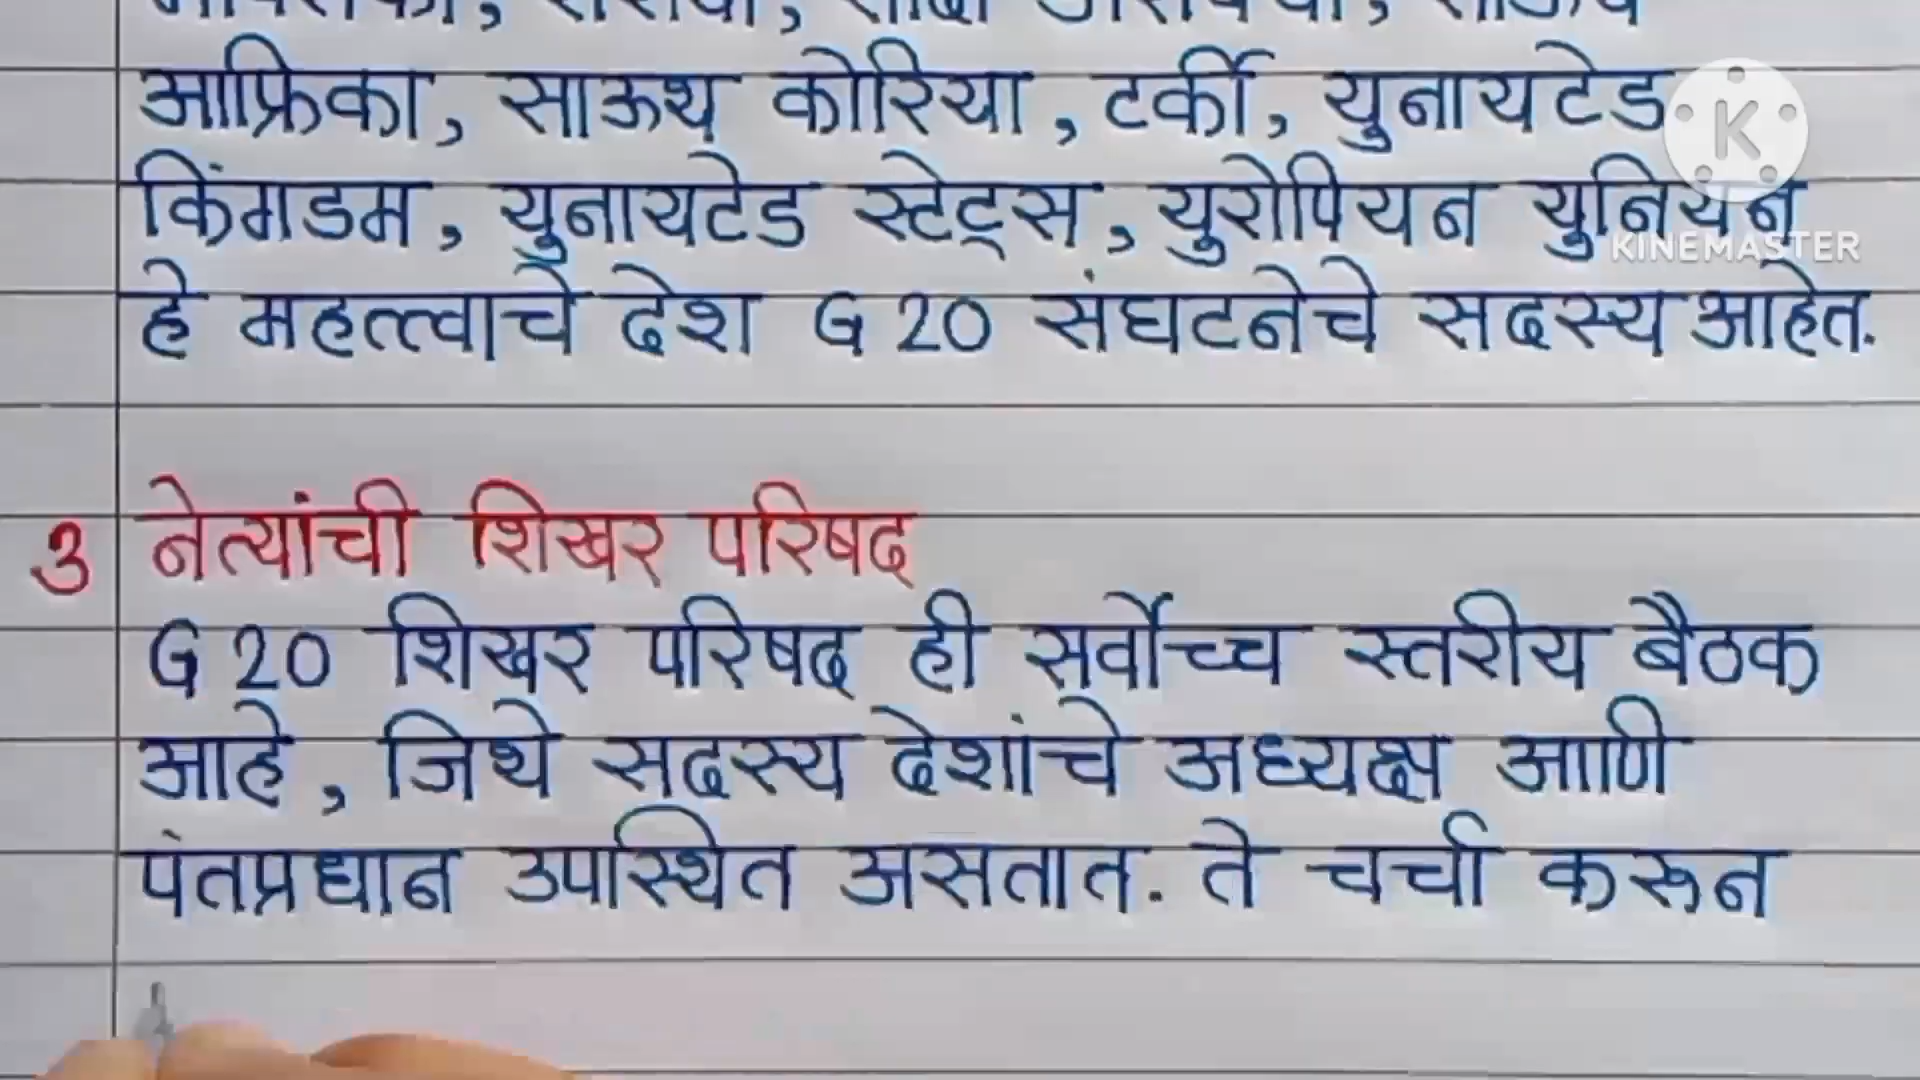 आफ्रिका, साऊथ कोरिया, टर्की, युनायटेड
किंगडम, युनायटेड स्टेट्स, युरोपियन युनियन
KINEMASTER
हे महत्त्वाचे देश G 20 संघटनेचे सदस्य आहेत.
3 नेत्यांची शिखर परिषद
G 20 शिखर परिषद ही सर्वोच्च स्तरीय बैठक
आहे, जिथे सदस्य देशांचे अध्यक्ष आणि
पंतप्रधान उपस्थित असतात. ते चर्चा करून